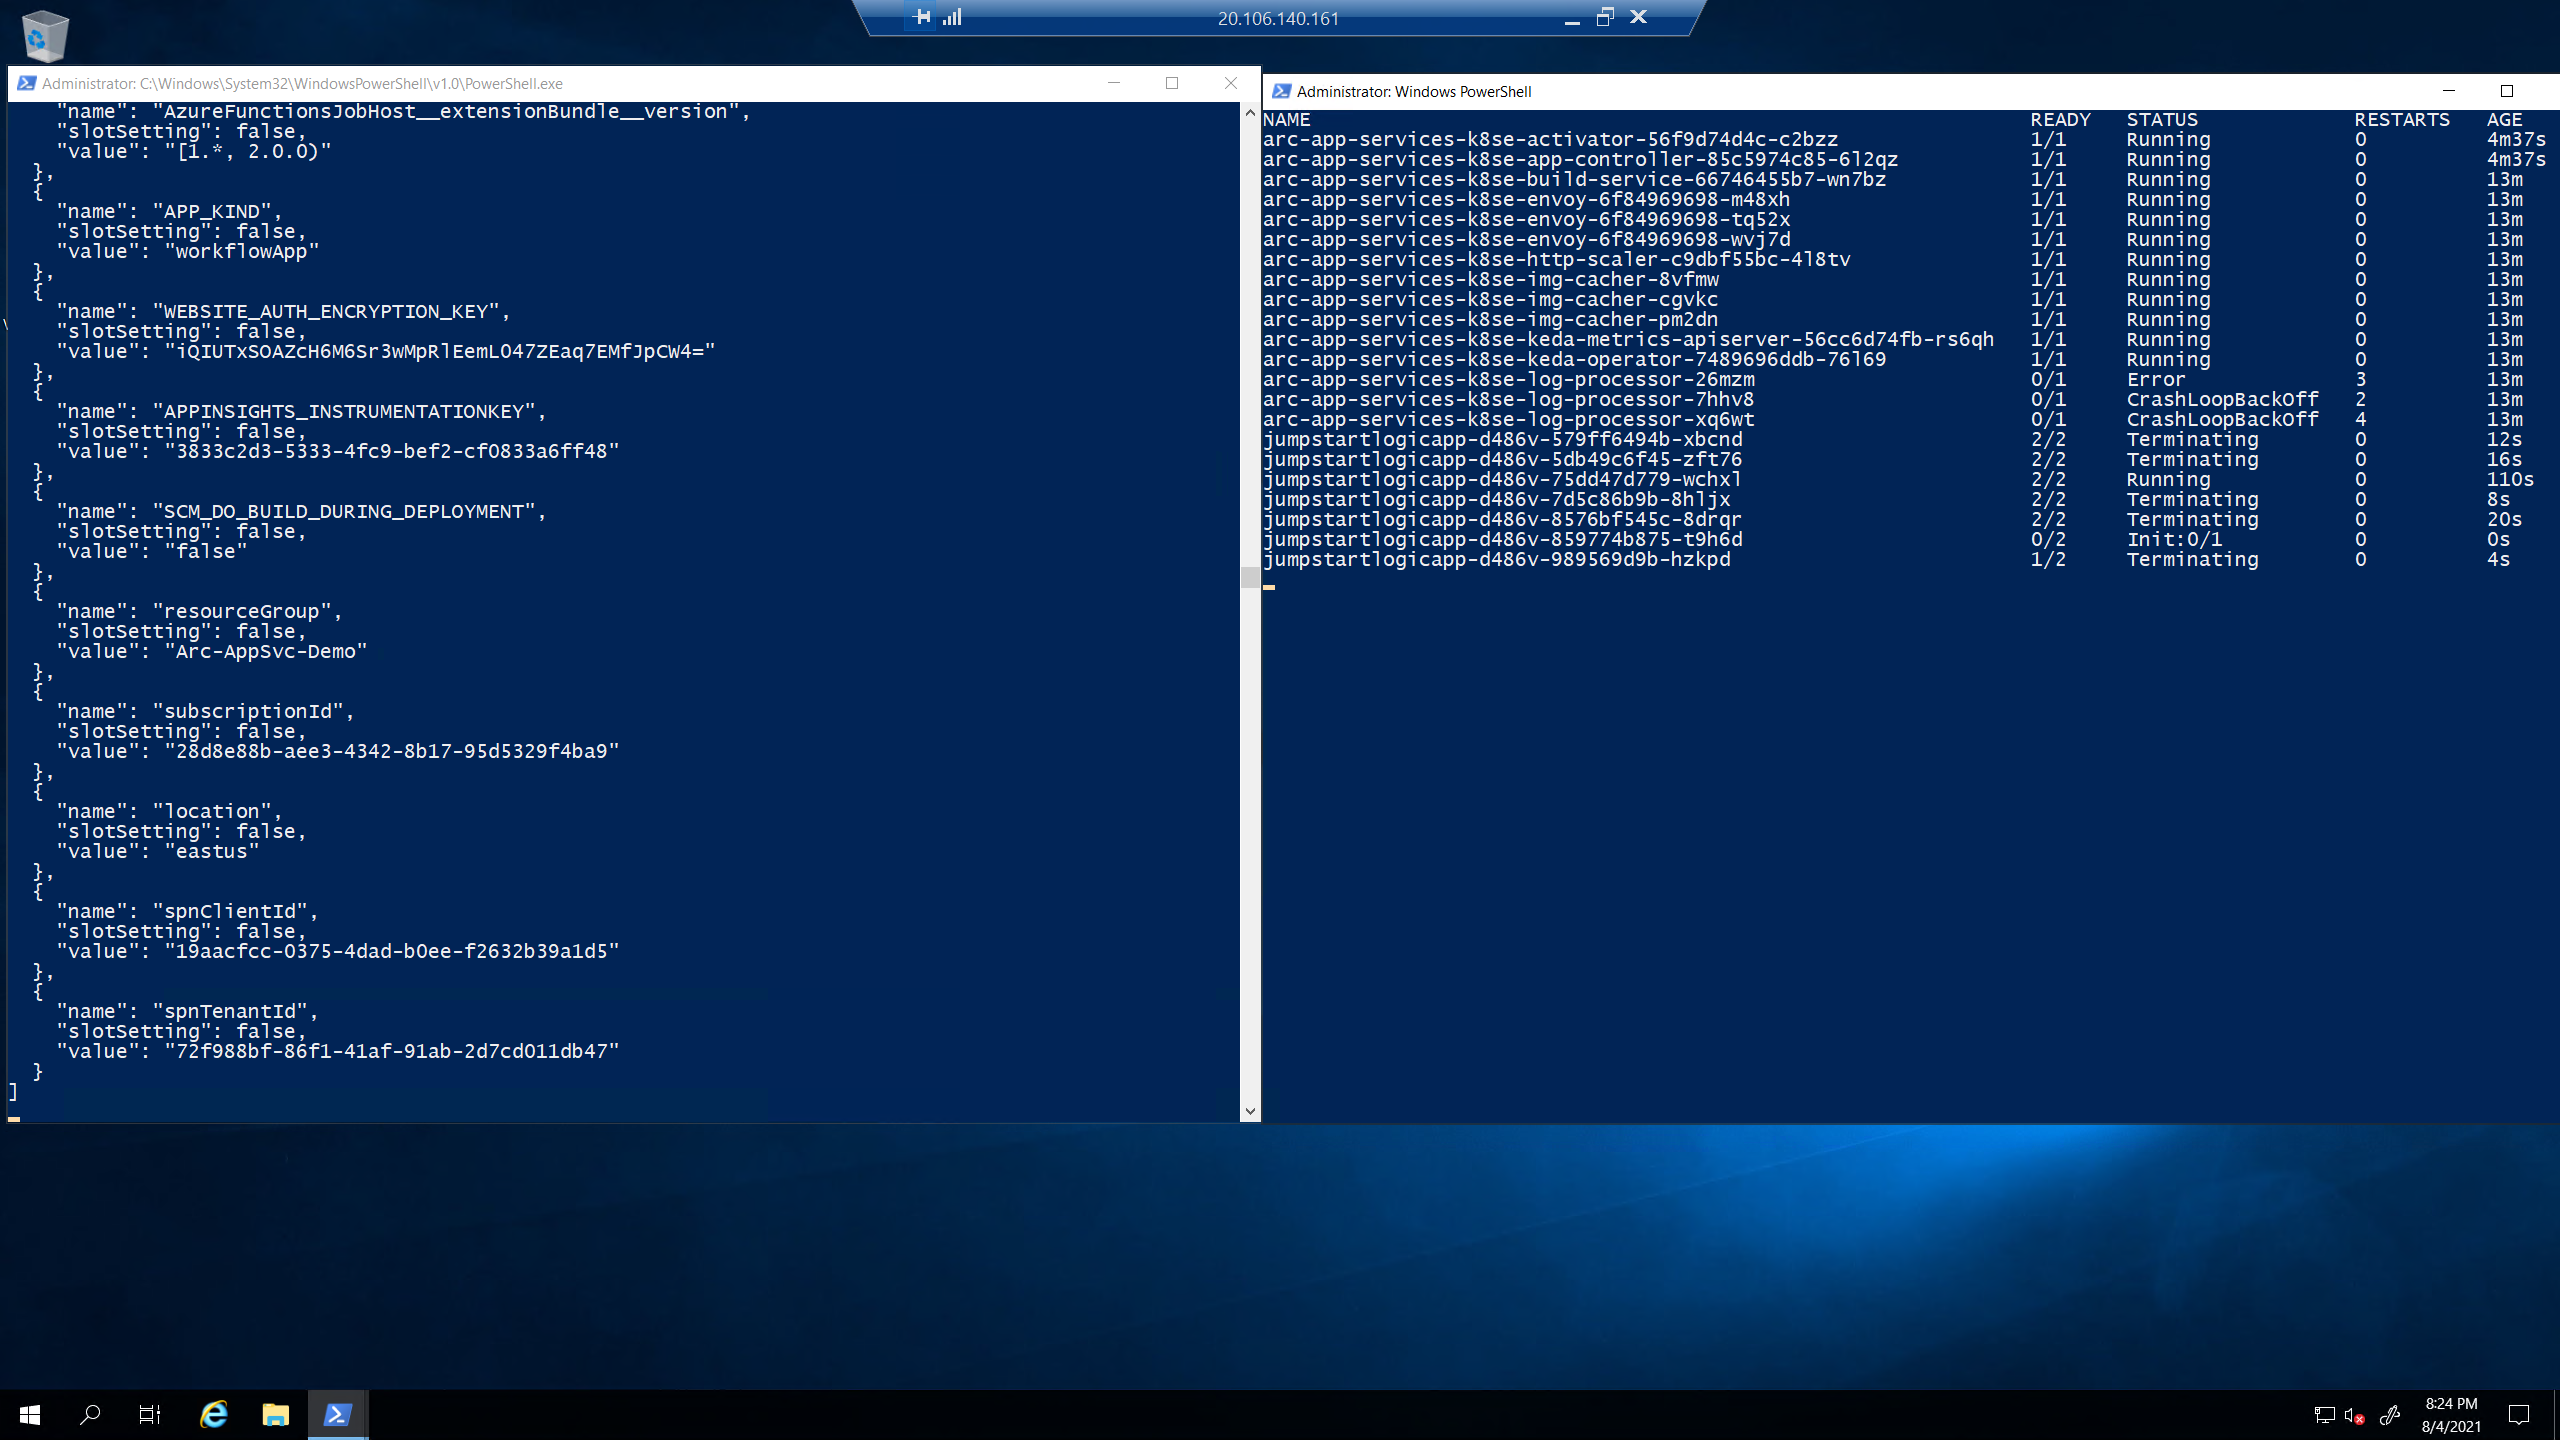 20.106.140.161
Administrator: C:\Windows\System32\WindowsPowerShell\v1.0\PowerShell.exe
    "name": "AzureFunctionsJobHost__extensionBundle__version",
    "slotSetting": false,
    "value": "[1.*, 2.0.0)"
  },
  {
    "name": "APP_KIND",
    "slotSetting": false,
    "value": "workflowApp"
  },
  {
    "name": "WEBSITE_AUTH_ENCRYPTION_KEY",
    "slotSetting": false,
    "value": "iQIUTxSOAZcH6M6Sr3wMpRlEemLO47ZEaq7EMfJpCW4="
  },
  {
    "name": "APPINSIGHTS_INSTRUMENTATIONKEY",
    "slotSetting": false,
    "value": "3833c2d3-5333-4fc9-bef2-cf0833a6ff48"
  },
  {
    "name": "SCM_DO_BUILD_DURING_DEPLOYMENT",
    "slotSetting": false,
    "value": "false"
  },
  {
    "name": "resourceGroup",
    "slotSetting": false,
    "value": "Arc-AppSvc-Demo"
  },
  {
    "name": "subscriptionId",
    "slotSetting": false,
    "value": "28d8e88b-aee3-4342-8b17-95d5329f4ba9"
  },
  {
    "name": "location",
    "slotSetting": false,
    "value": "eastus"
  },
  {
    "name": "spnClientId",
    "slotSetting": false,
    "value": "19aacfcc-0375-4dad-b0ee-f2632b39a1d5"
  },
  {
    "name": "spnTenantId",
    "slotSetting": false,
    "value": "72f988bf-86f1-41af-91ab-2d7cd011db47"
  }
]
Administrator: Windows PowerShell
NAME READY STATUS RESTARTS AGE
arc-app-services-k8se-activator-56f9d74d4c-c2bzz 1/1 Running 0 4m37s
arc-app-services-k8se-app-controller-85c5974c85-6l2qz 1/1 Running 0 4m37s
arc-app-services-k8se-build-service-66746455b7-wn7bz 1/1 Running 0 13m
arc-app-services-k8se-envoy-6f84969698-m48xh 1/1 Running 0 13m
arc-app-services-k8se-envoy-6f84969698-tq52x 1/1 Running 0 13m
arc-app-services-k8se-envoy-6f84969698-wvj7d 1/1 Running 0 13m
arc-app-services-k8se-http-scaler-c9dbf55bc-4l8tv 1/1 Running 0 13m
arc-app-services-k8se-img-cacher-8vfmw 1/1 Running 0 13m
arc-app-services-k8se-img-cacher-cgvkc 1/1 Running 0 13m
arc-app-services-k8se-img-cacher-pm2dn 1/1 Running 0 13m
arc-app-services-k8se-keda-metrics-apiserver-56cc6d74fb-rs6qh 1/1 Running 0 13m
arc-app-services-k8se-keda-operator-7489696ddb-76l69 1/1 Running 0 13m
arc-app-services-k8se-log-processor-26mzm 0/1 Error 3 13m
arc-app-services-k8se-log-processor-7hhv8 0/1 CrashLoopBackOff 2 13m
arc-app-services-k8se-log-processor-xq6wt 0/1 CrashLoopBackOff 4 13m
jumpstartlogicapp-d486v-579ff6494b-xbcnd 2/2 Terminating 0 12s
jumpstartlogicapp-d486v-5db49c6f45-zft76 2/2 Terminating 0 16s
jumpstartlogicapp-d486v-75dd47d779-wchxl 2/2 Running 0 110s
jumpstartlogicapp-d486v-7d5c86b9b-8hljx 2/2 Terminating 0 8s
jumpstartlogicapp-d486v-8576bf545c-8drqr 2/2 Terminating 0 20s
jumpstartlogicapp-d486v-859774b875-t9h6d 0/2 Init:0/1 0 0s
jumpstartlogicapp-d486v-989569d9b-hzkpd 1/2 Terminating 0 4s
8:24 PM
8/4/2021